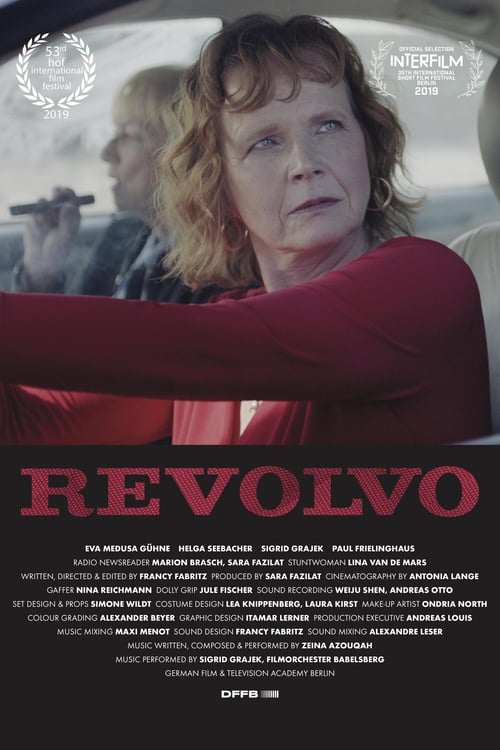 53rd
hof
international
film
festival
2019
OFFICIAL SELECTION
INTERFILM
35TH INTERNATIONAL
SHORT FILM FESTIVAL
BERLIN
2019
REVOLVO
EVA MEDUSA GÜHNE HELGA SEEBACHER SIGRID GRAJEK PAUL FRIELINGHAUS
RADIO NEWSREADER MARION BRASCH, SARA FAZILAT STUNTWOMAN LINA VAN DE MARS
WRITTEN, DIRECTED & EDITED BY FRANCY FABRITZ PRODUCED BY SARA FAZILAT CINEMATOGRAPHY BY ANTONIA LANGE
GAFFER NINA REICHMANN DOLLY GRIP JULE FISCHER SOUND RECORDING WEIJU SHEN, ANDREAS OTTO
SET DESIGN & PROPS SIMONE WILDT COSTUME DESIGN LEA KNIPPENBERG, LAURA KIRST MAKE-UP ARTIST ONDRIA NORTH
COLOUR GRADING ALEXANDER BEYER GRAPHIC DESIGN ITAMAR LERNER PRODUCTION EXECUTIVE ANDREAS LOUIS
MUSIC MIXING MAXI MENOT SOUND DESIGN FRANCY FABRITZ SOUND MIXING ALEXANDRE LESER
MUSIC WRITTEN, COMPOSED & PERFORMED BY ZEINA AZOUQAH
MUSIC PERFORMED BY SIGRID GRAJEK, FILMORCHESTER BABELSBERG
GERMAN FILM & TELEVISION ACADEMY BERLIN
DFFB